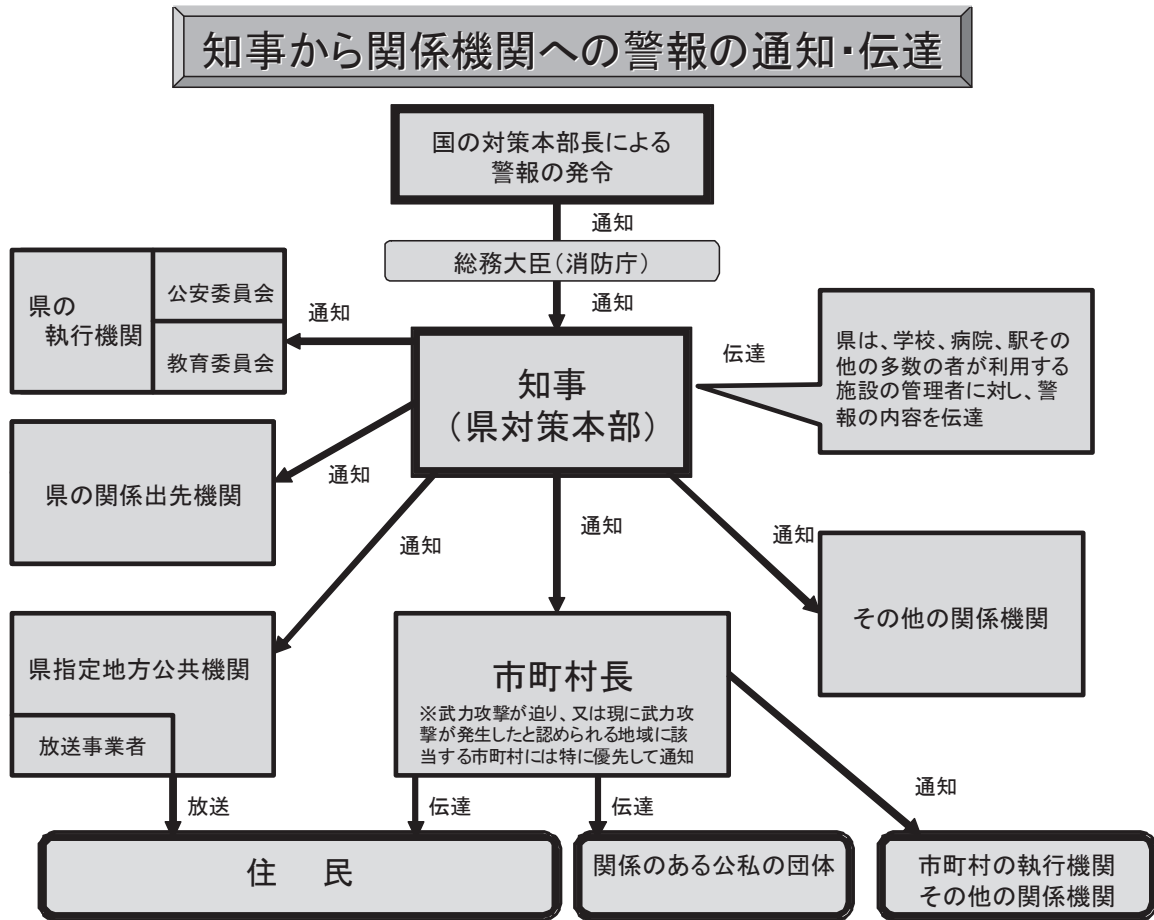 知事から関係機関への警報の通知・伝達
国の対策本部長による
警報の発令
通知
総務大臣(消防庁)
通知
県の
執行機関
公安委員会
教育委員会
通知
知事
(県対策本部)
伝達
県は、学校、病院、駅その
他の多数の者が利用する
施設の管理者に対し、警
報の内容を伝達
県の関係出先機関
通知
通知
通知
通知
その他の関係機関
県指定地方公共機関
放送事業者
市町村長
※武力攻撃が迫り、又は現に武力攻
撃が発生したと認められる地域に該
当する市町村には特に優先して通知
放送
伝達
伝達
通知
住 民
関係のある公私の団体
市町村の執行機関
その他の関係機関